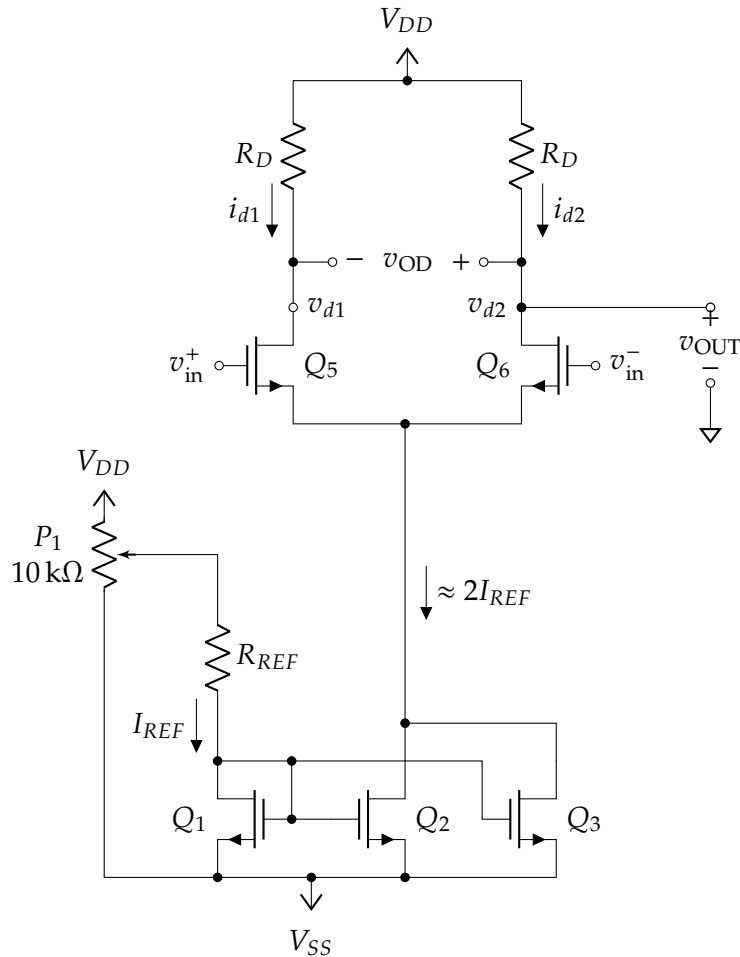 V_DD
R_D R_D
i_d1 i_d2
− v_OD +
v_d1 v_d2
+
v_OUT
−
v_in^+ Q_5 Q_6 v_in^−
V_DD
P_1
10 kΩ
≈ 2I_REF
R_REF
I_REF
Q_1 Q_2 Q_3
V_SS